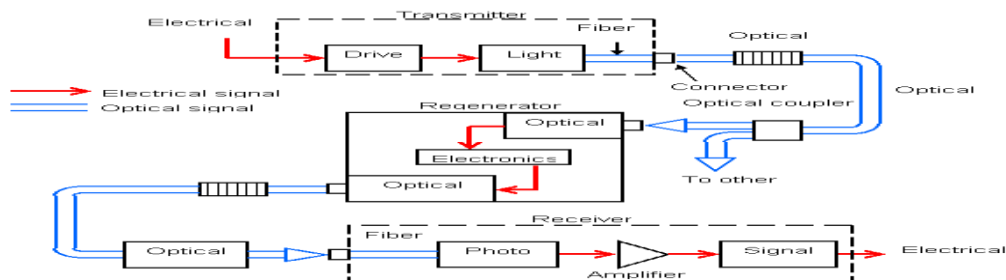 Transmitter
Electrical
Fiber
Optical
Drive
Light
Connector
Electrical signal
Optical signal
Optical
Optical coupler
Regenerator
Optical
Electronics
Optical
To other
Receiver
Fiber
Optical
Photo
Signal
Electrical
Amplifier